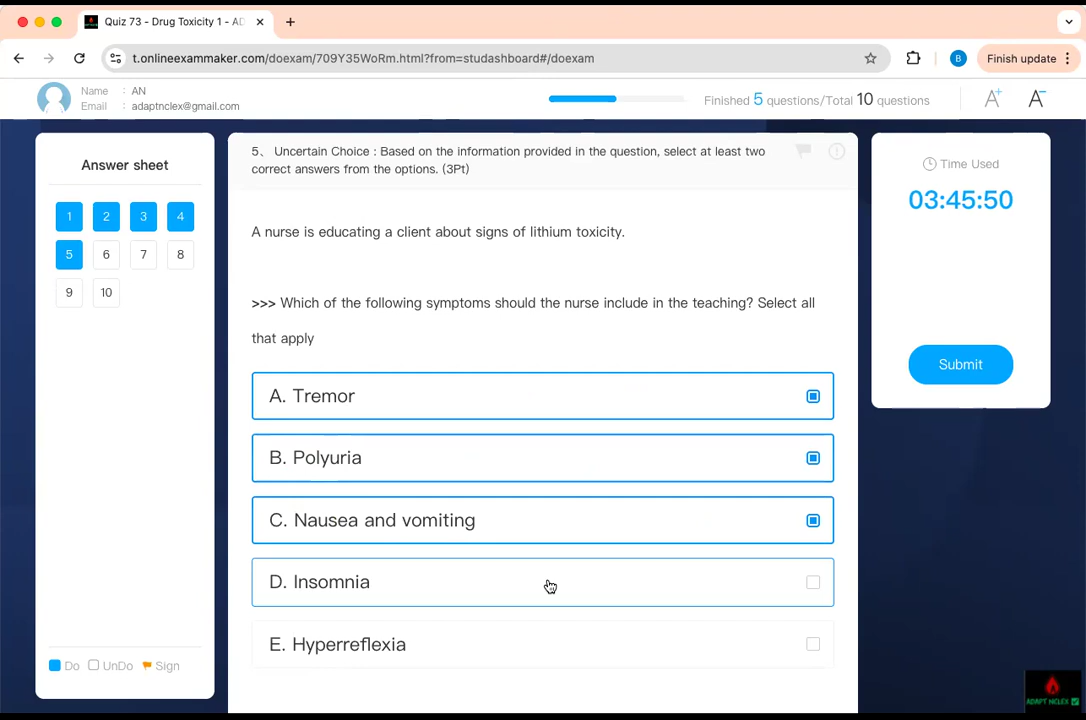 Quiz 73 - Drug Toxicity 1 - AD
t.onlineexammaker.com/doexam/709Y35WoRm.html?from=studashboard#/doexam
B
Finish update
Name : AN
Email : adaptnclex@gmail.com
Finished 5 questions/Total 10 questions
A+
A-
Answer sheet
1 2 3 4
5 6 7 8
9 10
Do UnDo Sign
5、 Uncertain Choice : Based on the information provided in the question, select at least two
correct answers from the options. (3Pt)
A nurse is educating a client about signs of lithium toxicity.
>>> Which of the following symptoms should the nurse include in the teaching? Select all
that apply
A. Tremor
B. Polyuria
C. Nausea and vomiting
D. Insomnia
E. Hyperreflexia
Time Used
03:45:50
Submit
ADAPT NCLEX